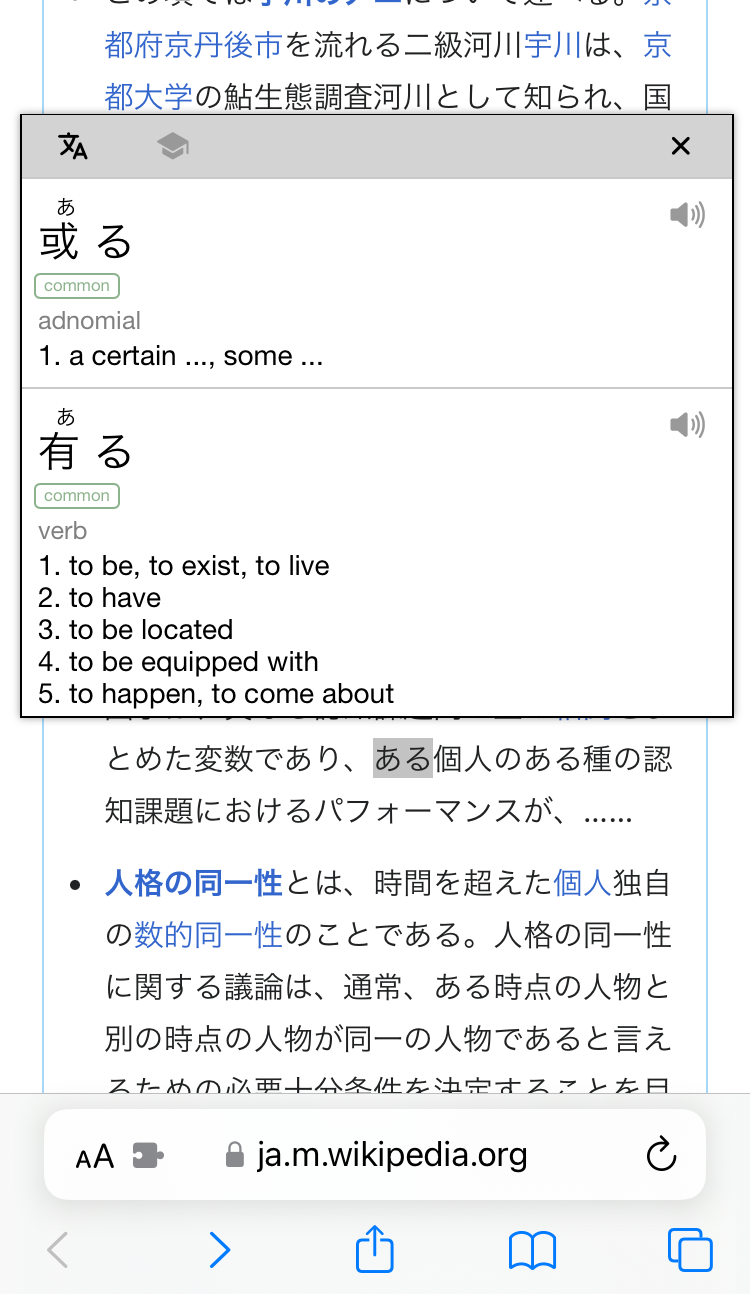 都府京丹後市を流れる二級河川宇川は、京
都大学の鮎生態調査河川として知られ、国
あ
或る
common
adnomial
1. a certain ..., some ...
あ
有る
common
verb
1. to be, to exist, to live
2. to have
3. to be located
4. to be equipped with
5. to happen, to come about
とめた変数であり、ある個人のある種の認
知課題におけるパフォーマンスが、……
• 人格の同一性とは、時間を超えた個人独自
の数的同一性のことである。人格の同一性
に関する議論は、通常、ある時点の人物と
別の時点の人物が同一の人物であると言え
るための必要十分条件を決定することを目
AA ja.m.wikipedia.org